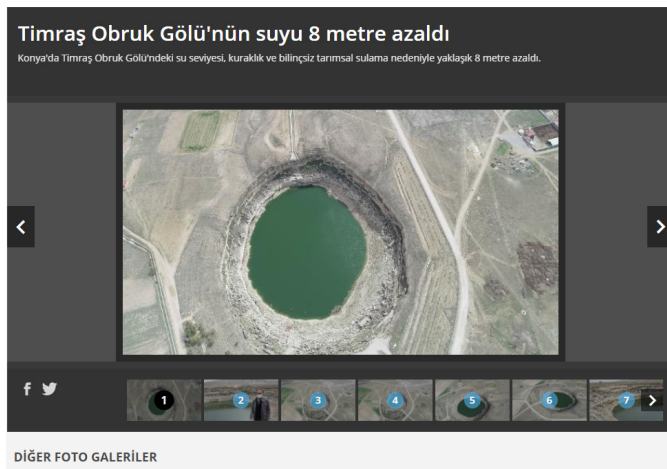 Timraş Obruk Gölü'nün suyu 8 metre azaldı
Konya'da Timraş Obruk Gölü'ndeki su seviyesi, kuraklık ve bilinçsiz tarımsal sulama nedeniyle yaklaşık 8 metre azaldı.
1 2 3 4 5 6 7
DİĞER FOTO GALERİLER